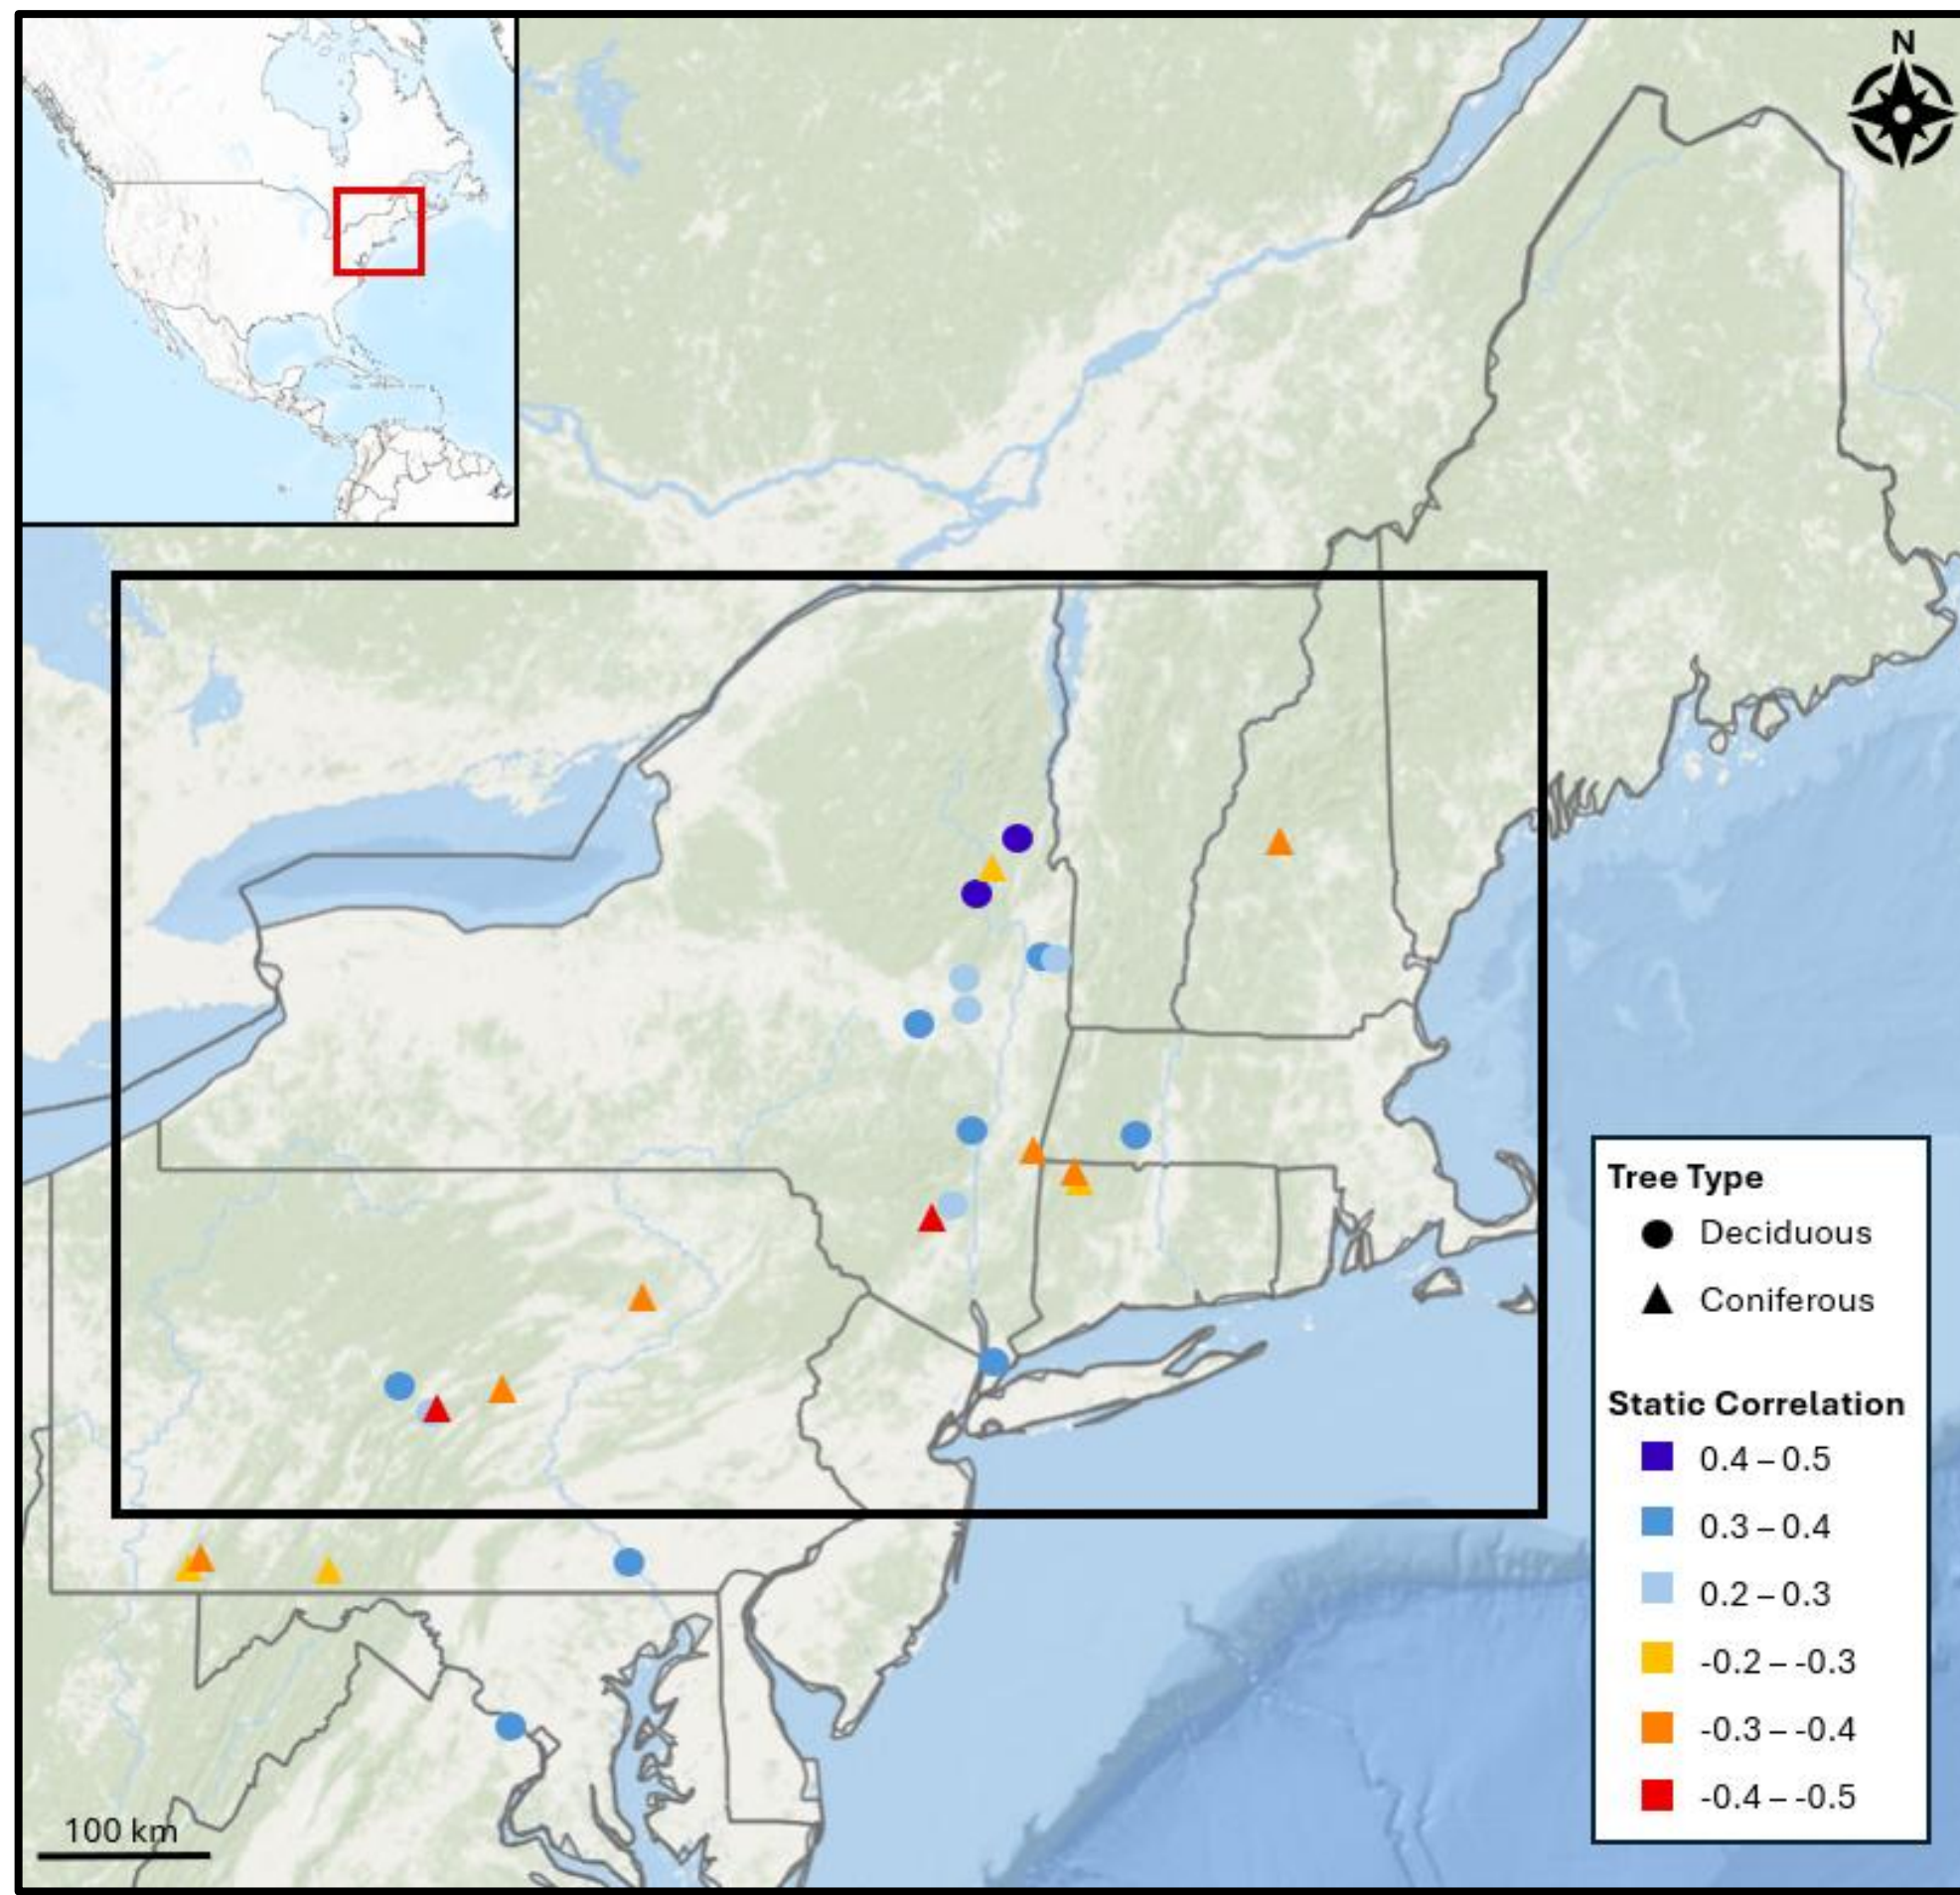 N
Tree Type
Deciduous
Coniferous
Static Correlation
0.4 – 0.5
0.3 – 0.4
0.2 – 0.3
-0.2 – -0.3
-0.3 – -0.4
-0.4 – -0.5
100 km